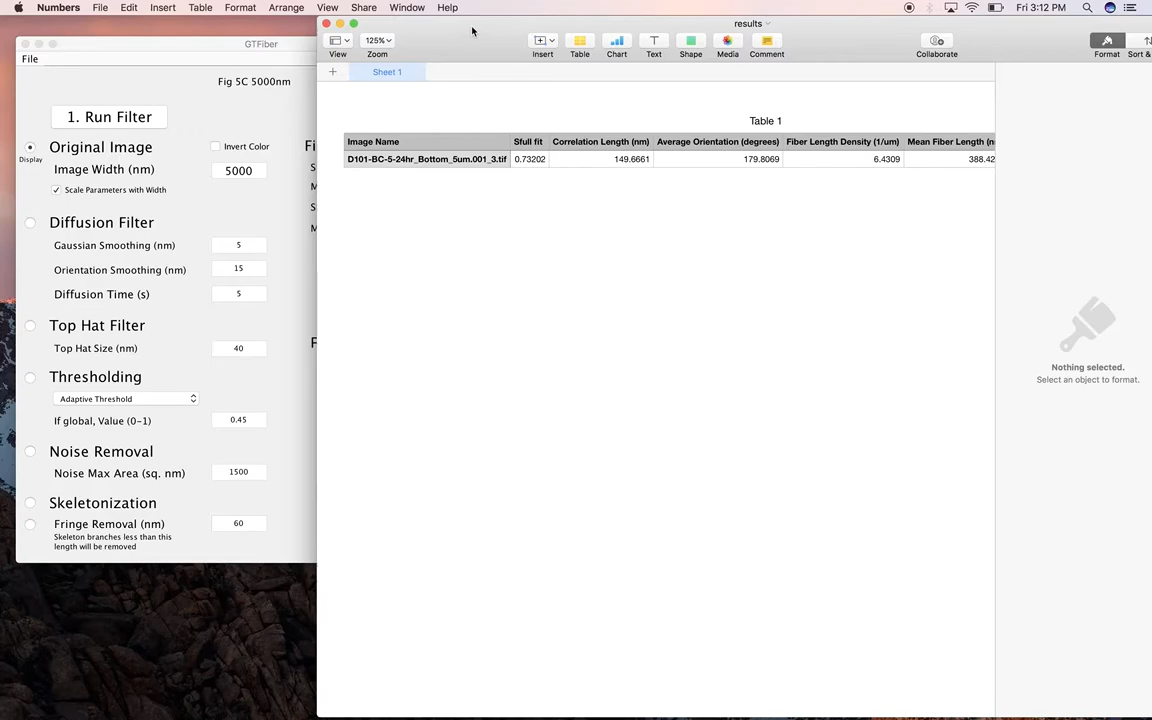 Numbers File Edit Insert Table Format Arrange View Share Window Help Fri 3:12 PM
GTFiber
File
Fig 5C 5000nm
1. Run Filter
Display
Original Image
Invert Color
Image Width (nm) 5000
Scale Parameters with Width
Diffusion Filter
Gaussian Smoothing (nm) 5
Orientation Smoothing (nm) 15
Diffusion Time (s) 5
Top Hat Filter
Top Hat Size (nm) 40
Thresholding
Adaptive Threshold
If global, Value (0-1) 0.45
Noise Removal
Noise Max Area (sq. nm) 1500
Skeletonization
Fringe Removal (nm) 60
Skeleton branches less than this
length will be removed
Fi
S
M
S
M
F
results
125%
View Zoom Insert Table Chart Text Shape Media Comment Collaborate Format Sort &
Sheet 1
Table 1
Image Name Sfull fit Correlation Length (nm) Average Orientation (degrees) Fiber Length Density (1/um) Mean Fiber Length (n
D101-BC-5-24hr_Bottom_5um.001_3.tif 0.73202 149.6661 179.8069 6.4309 388.42
Nothing selected.
Select an object to format.